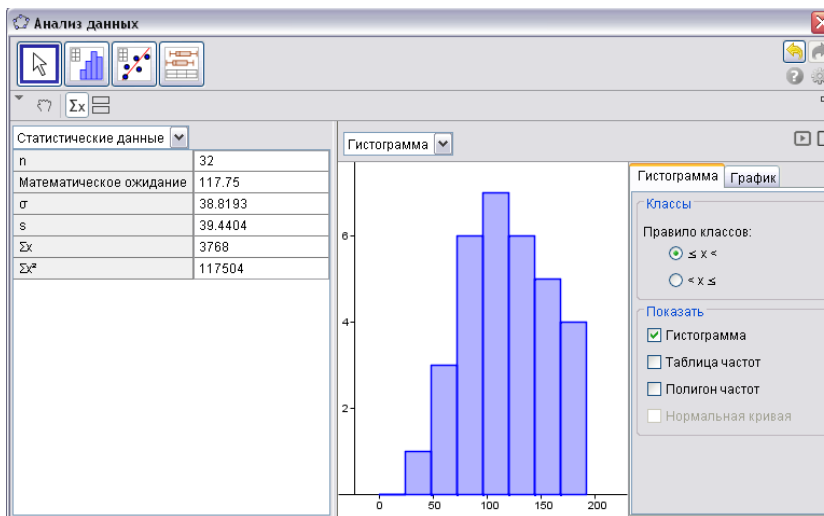 Анализ данных
Σx
Статистические данные
n 32
Математическое ожидание 117.75
σ 38.8193
s 39.4404
Σx 3768
Σx² 117504
Гистограмма
6
4
2
0 50 100 150 200
Гистограмма График
Классы
Правило классов:
≤ x <
< x ≤
Показать
Гистограмма
Таблица частот
Полигон частот
Нормальная кривая